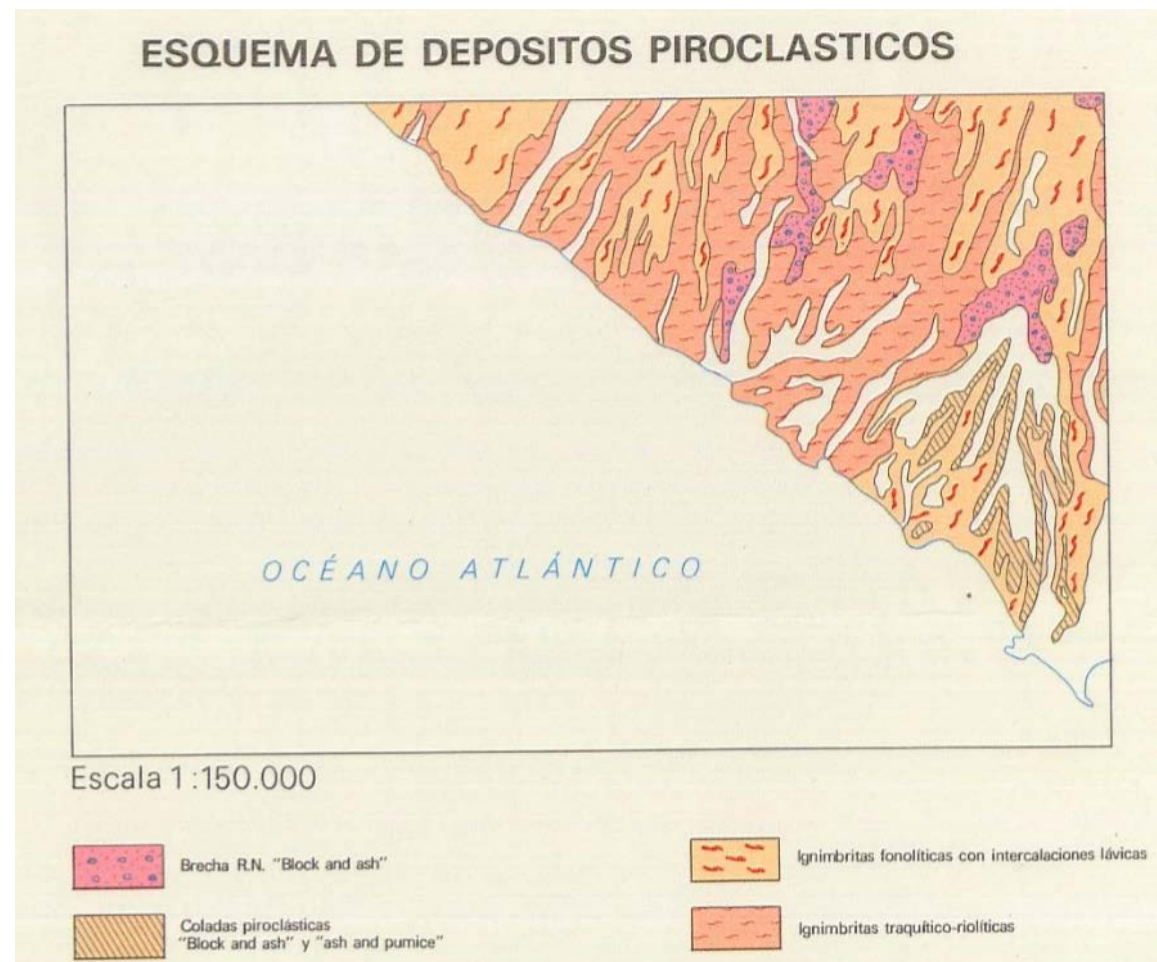 ESQUEMA DE DEPOSITOS PIROCLASTICOS
OCÉANO ATLÁNTICO
Escala 1:150.000
Brecha R.N. "Block and ash"
Coladas piroclásticas
"Block and ash" y "ash and pumice"
Ignimbritas fonolíticas con intercalaciones lávicas
Ignimbritas traquítico-riolíticas